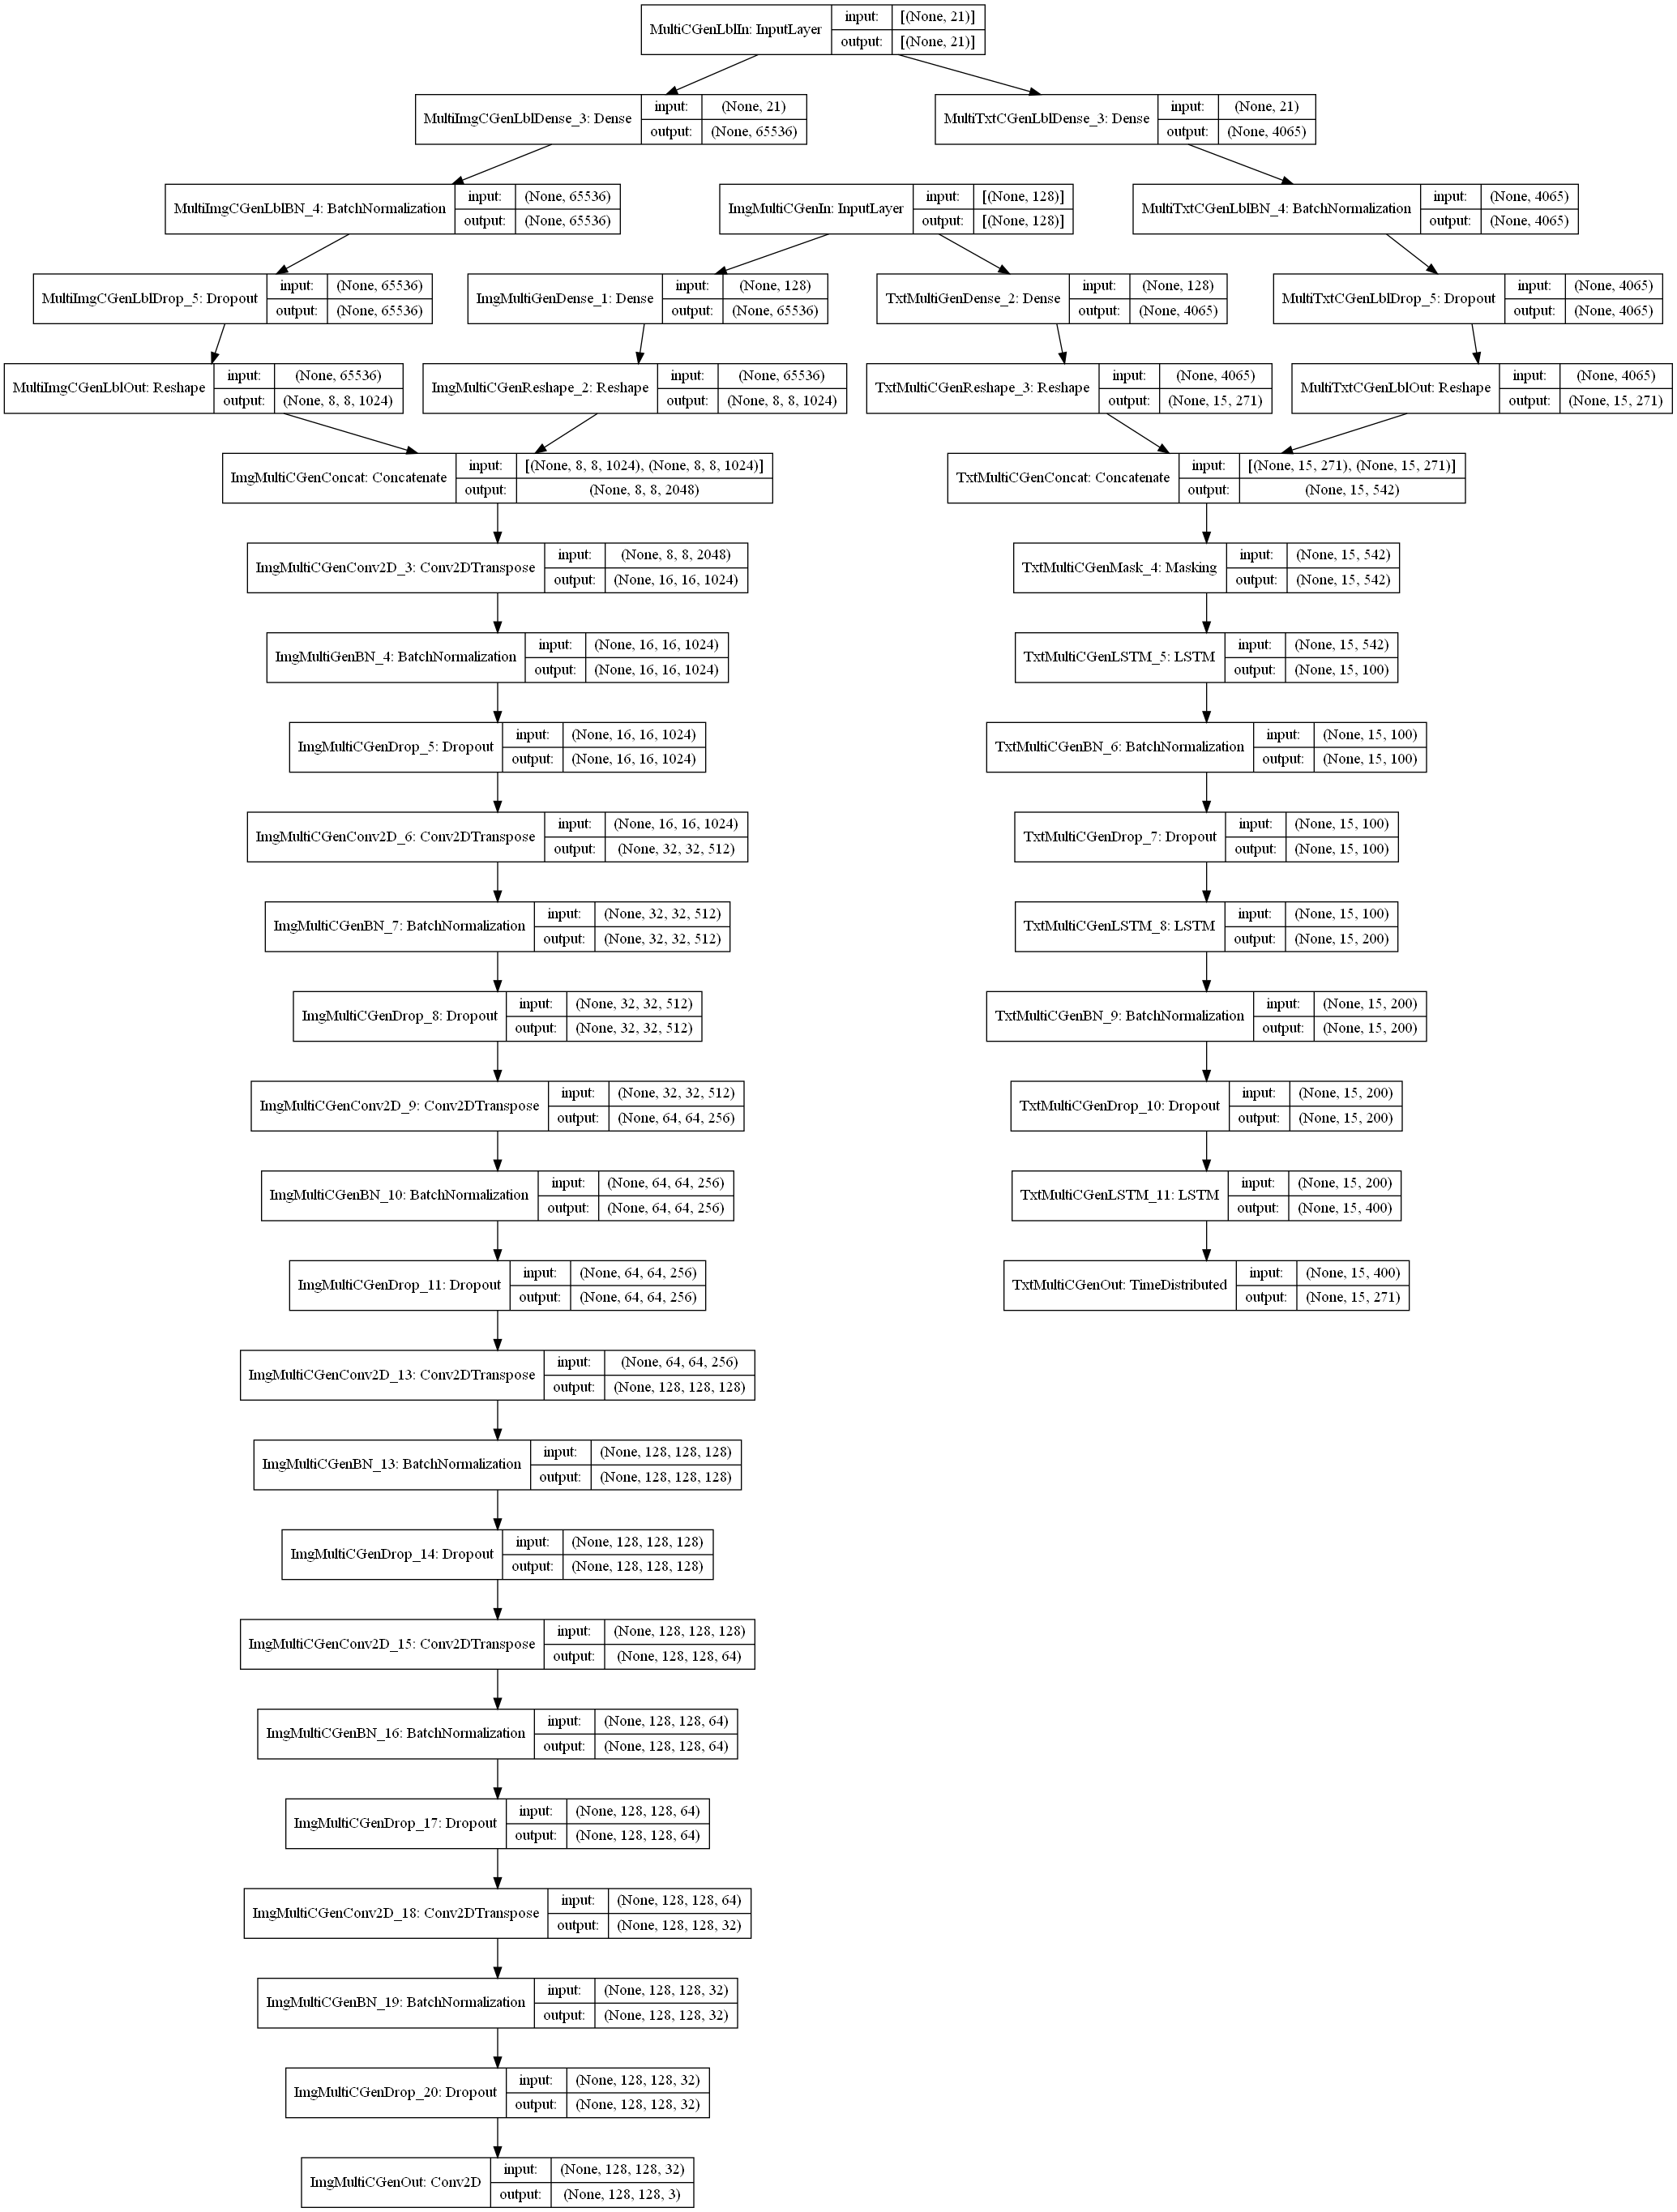 MultiCGenLblIn: InputLayer input: [(None, 21)]
output: [(None, 21)]
MultiImgCGenLblDense_3: Dense input: (None, 21)
output: (None, 65536)
MultiTxtCGenLblDense_3: Dense input: (None, 21)
output: (None, 4065)
MultiImgCGenLblBN_4: BatchNormalization input: (None, 65536)
output: (None, 65536)
ImgMultiCGenIn: InputLayer input: [(None, 128)]
output: [(None, 128)]
MultiTxtCGenLblBN_4: BatchNormalization input: (None, 4065)
output: (None, 4065)
MultiImgCGenLblDrop_5: Dropout input: (None, 65536)
output: (None, 65536)
ImgMultiGenDense_1: Dense input: (None, 128)
output: (None, 65536)
TxtMultiGenDense_2: Dense input: (None, 128)
output: (None, 4065)
MultiTxtCGenLblDrop_5: Dropout input: (None, 4065)
output: (None, 4065)
MultiImgCGenLblOut: Reshape input: (None, 65536)
output: (None, 8, 8, 1024)
ImgMultiCGenReshape_2: Reshape input: (None, 65536)
output: (None, 8, 8, 1024)
TxtMultiCGenReshape_3: Reshape input: (None, 4065)
output: (None, 15, 271)
MultiTxtCGenLblOut: Reshape input: (None, 4065)
output: (None, 15, 271)
ImgMultiCGenConcat: Concatenate input: [(None, 8, 8, 1024), (None, 8, 8, 1024)]
output: (None, 8, 8, 2048)
TxtMultiCGenConcat: Concatenate input: [(None, 15, 271), (None, 15, 271)]
output: (None, 15, 542)
ImgMultiCGenConv2D_3: Conv2DTranspose input: (None, 8, 8, 2048)
output: (None, 16, 16, 1024)
TxtMultiCGenMask_4: Masking input: (None, 15, 542)
output: (None, 15, 542)
ImgMultiGenBN_4: BatchNormalization input: (None, 16, 16, 1024)
output: (None, 16, 16, 1024)
TxtMultiCGenLSTM_5: LSTM input: (None, 15, 542)
output: (None, 15, 100)
ImgMultiCGenDrop_5: Dropout input: (None, 16, 16, 1024)
output: (None, 16, 16, 1024)
TxtMultiCGenBN_6: BatchNormalization input: (None, 15, 100)
output: (None, 15, 100)
ImgMultiCGenConv2D_6: Conv2DTranspose input: (None, 16, 16, 1024)
output: (None, 32, 32, 512)
TxtMultiCGenDrop_7: Dropout input: (None, 15, 100)
output: (None, 15, 100)
ImgMultiCGenBN_7: BatchNormalization input: (None, 32, 32, 512)
output: (None, 32, 32, 512)
TxtMultiCGenLSTM_8: LSTM input: (None, 15, 100)
output: (None, 15, 200)
ImgMultiCGenDrop_8: Dropout input: (None, 32, 32, 512)
output: (None, 32, 32, 512)
TxtMultiCGenBN_9: BatchNormalization input: (None, 15, 200)
output: (None, 15, 200)
ImgMultiCGenConv2D_9: Conv2DTranspose input: (None, 32, 32, 512)
output: (None, 64, 64, 256)
TxtMultiCGenDrop_10: Dropout input: (None, 15, 200)
output: (None, 15, 200)
ImgMultiCGenBN_10: BatchNormalization input: (None, 64, 64, 256)
output: (None, 64, 64, 256)
TxtMultiCGenLSTM_11: LSTM input: (None, 15, 200)
output: (None, 15, 400)
ImgMultiCGenDrop_11: Dropout input: (None, 64, 64, 256)
output: (None, 64, 64, 256)
TxtMultiCGenOut: TimeDistributed input: (None, 15, 400)
output: (None, 15, 271)
ImgMultiCGenConv2D_13: Conv2DTranspose input: (None, 64, 64, 256)
output: (None, 128, 128, 128)
ImgMultiCGenBN_13: BatchNormalization input: (None, 128, 128, 128)
output: (None, 128, 128, 128)
ImgMultiCGenDrop_14: Dropout input: (None, 128, 128, 128)
output: (None, 128, 128, 128)
ImgMultiCGenConv2D_15: Conv2DTranspose input: (None, 128, 128, 128)
output: (None, 128, 128, 64)
ImgMultiCGenBN_16: BatchNormalization input: (None, 128, 128, 64)
output: (None, 128, 128, 64)
ImgMultiCGenDrop_17: Dropout input: (None, 128, 128, 64)
output: (None, 128, 128, 64)
ImgMultiCGenConv2D_18: Conv2DTranspose input: (None, 128, 128, 64)
output: (None, 128, 128, 32)
ImgMultiCGenBN_19: BatchNormalization input: (None, 128, 128, 32)
output: (None, 128, 128, 32)
ImgMultiCGenDrop_20: Dropout input: (None, 128, 128, 32)
output: (None, 128, 128, 32)
ImgMultiCGenOut: Conv2D input: (None, 128, 128, 32)
output: (None, 128, 128, 3)